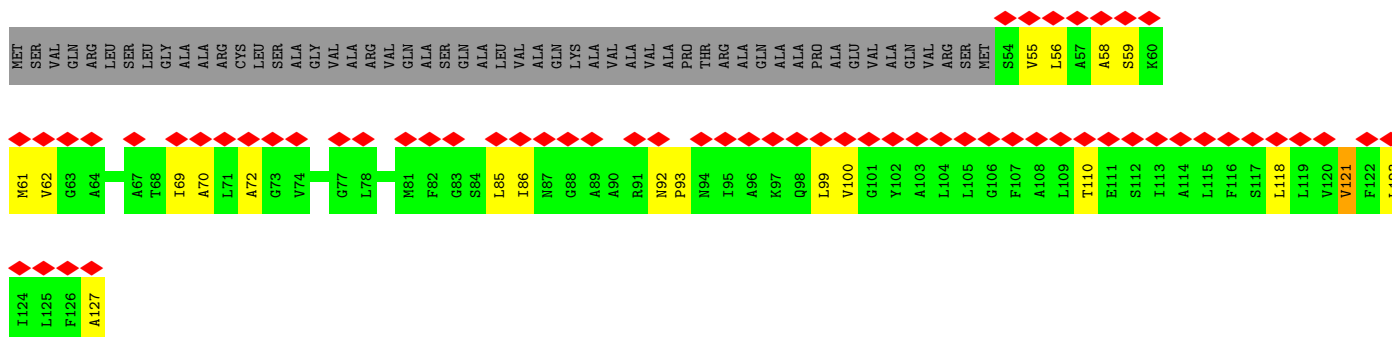 MET SER VAL GLN ARG LEU SER LEU GLY ALA ALA ARG CYS LEU SER ALA GLY VAL ALA ARG VAL GLN ALA SER GLN ALA LEU VAL ALA GLN LYS ALA VAL ALA VAL ALA PRO THR ARG ALA GLN ALA ALA PRO ALA GLU VAL ALA GLN VAL ARG SER MET S54 V55 L56 A57 A58 S59 K60
M61 V62 G63 A64 A67 T68 I69 A70 L71 A72 G73 V74 G77 L78 M81 F82 G83 S84 L85 I86 N87 G88 A89 A90 R91 N92 P93 N94 I95 A96 K97 Q98 L99 V100 G101 Y102 A103 L104 L105 G106 F107 A108 L109 T110 E111 S112 I113 A114 L115 F116 S117 L118 L119 V120 V121 F122
I124 L125 F126 A127